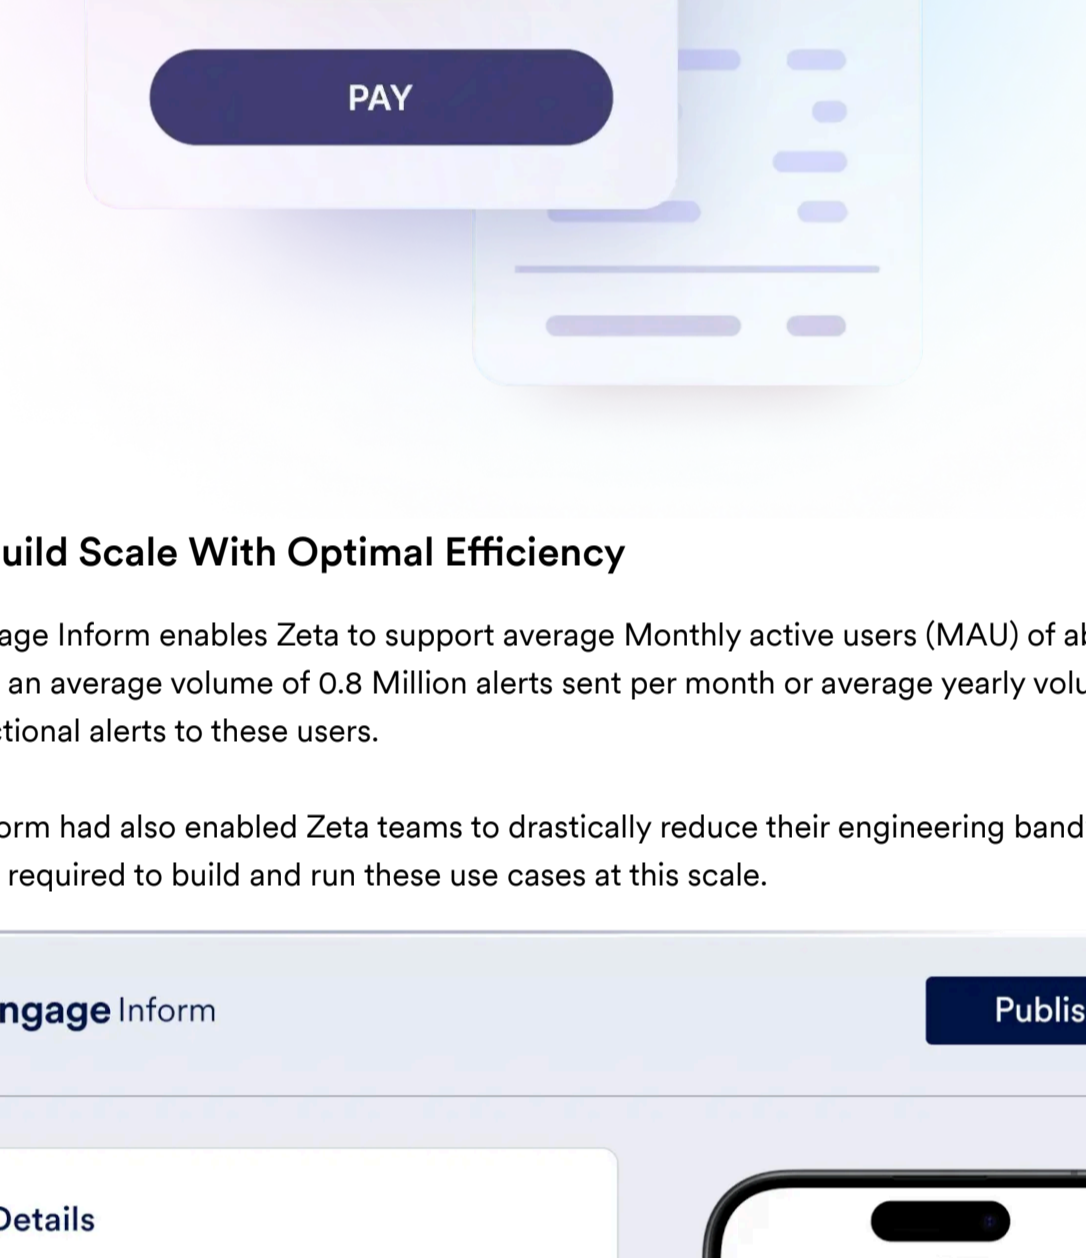 PAY
uild Scale With Optimal Efficiency
age Inform enables Zeta to support average Monthly active users (MAU) of ab
an average volume of 0.8 Million alerts sent per month or average yearly volu
ctional alerts to these users.
orm had also enabled Zeta teams to drastically reduce their engineering band
required to build and run these use cases at this scale.
ngage Inform
Publis
Details